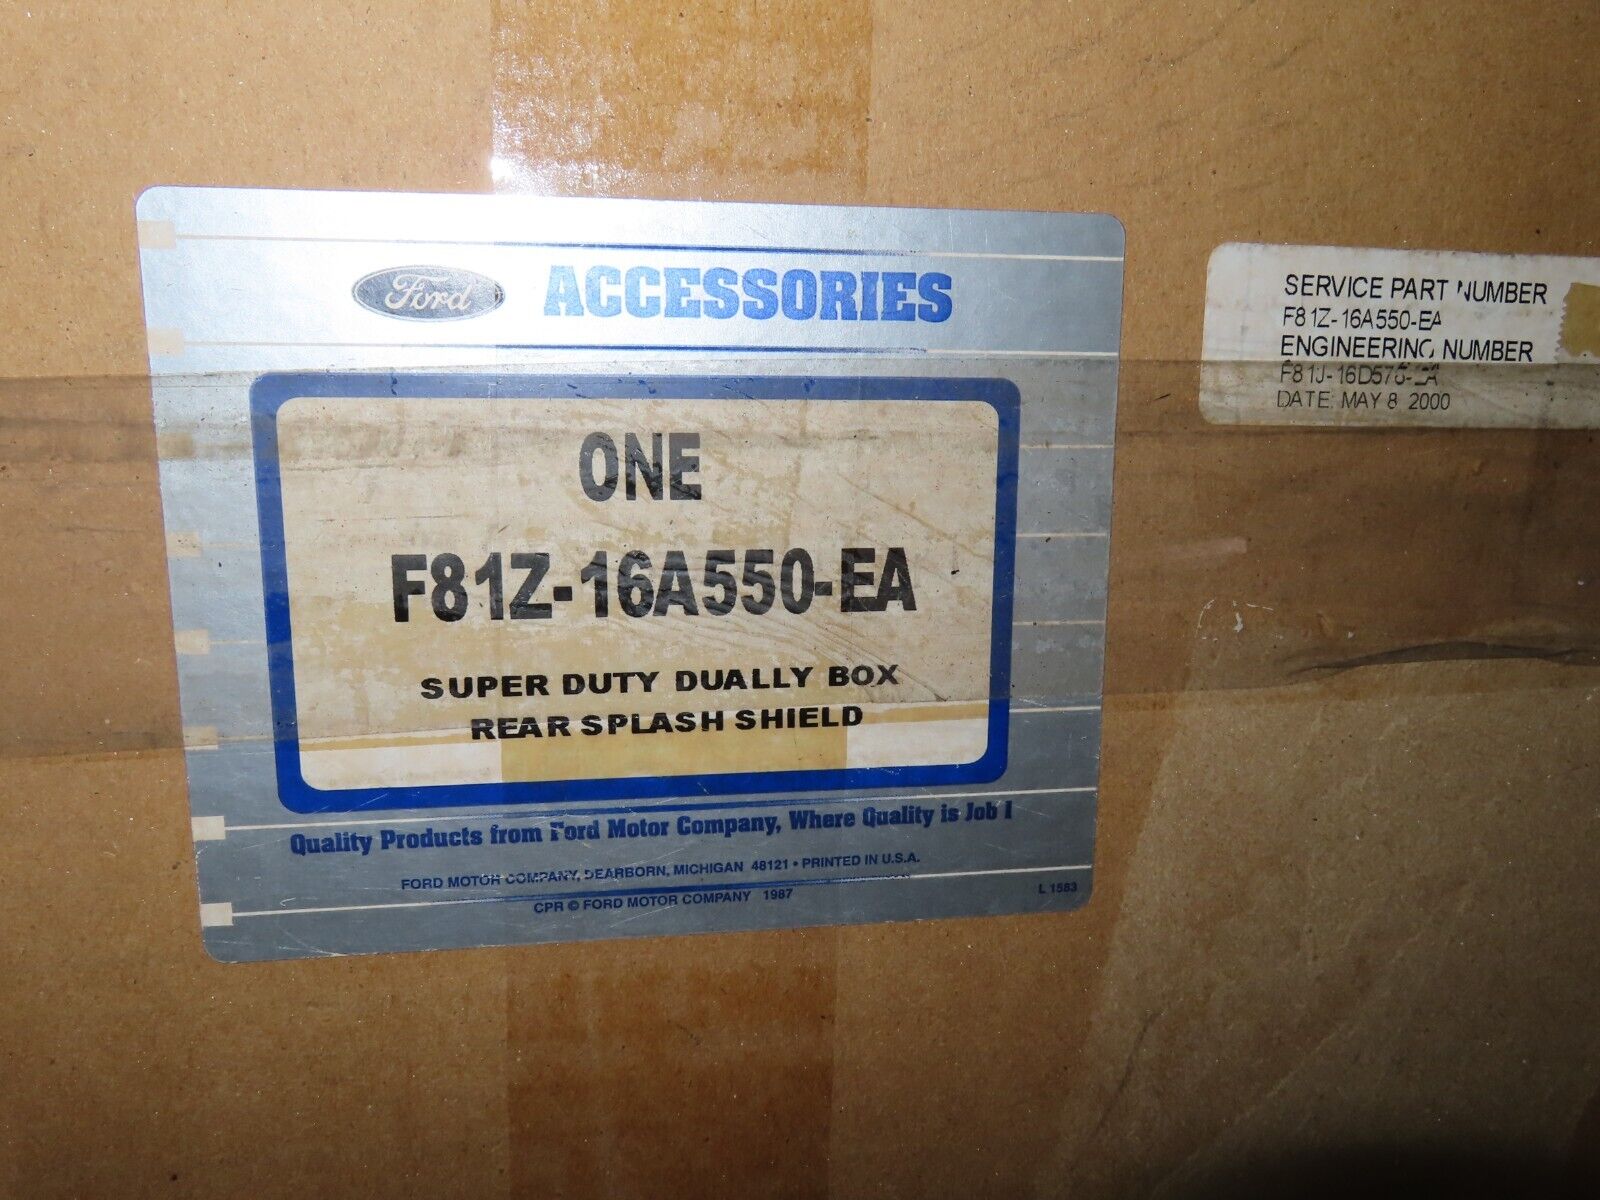 Ford ACCESSORIES
ONE
F81Z-16A550-EA
SUPER DUTY DUALLY BOX
REAR SPLASH SHIELD
Quality Products from Ford Motor Company, Where Quality is Job 1
FORD MOTOR COMPANY, DEARBORN, MICHIGAN 48121 • PRINTED IN U.S.A.
CPR © FORD MOTOR COMPANY 1987
L 1583
SERVICE PART NUMBER
F81Z-16A550-EA
ENGINEERING NUMBER
DATE: MAY 8 2000